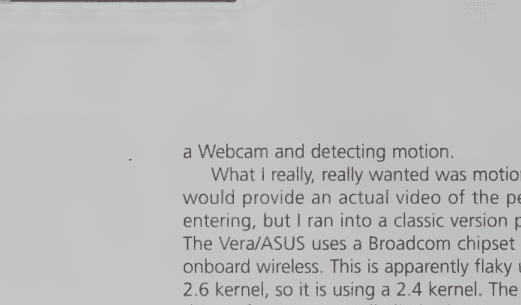 a Webcam and detecting motion.
What I really, really wanted was
would provide an actual video of the
entering, but I ran into a classic version
The Vera/ASUS uses a Broadcom chipset
onboard wireless. This is apparently flaky
2.6 kernel, so it is using a 2.4 kernel. The